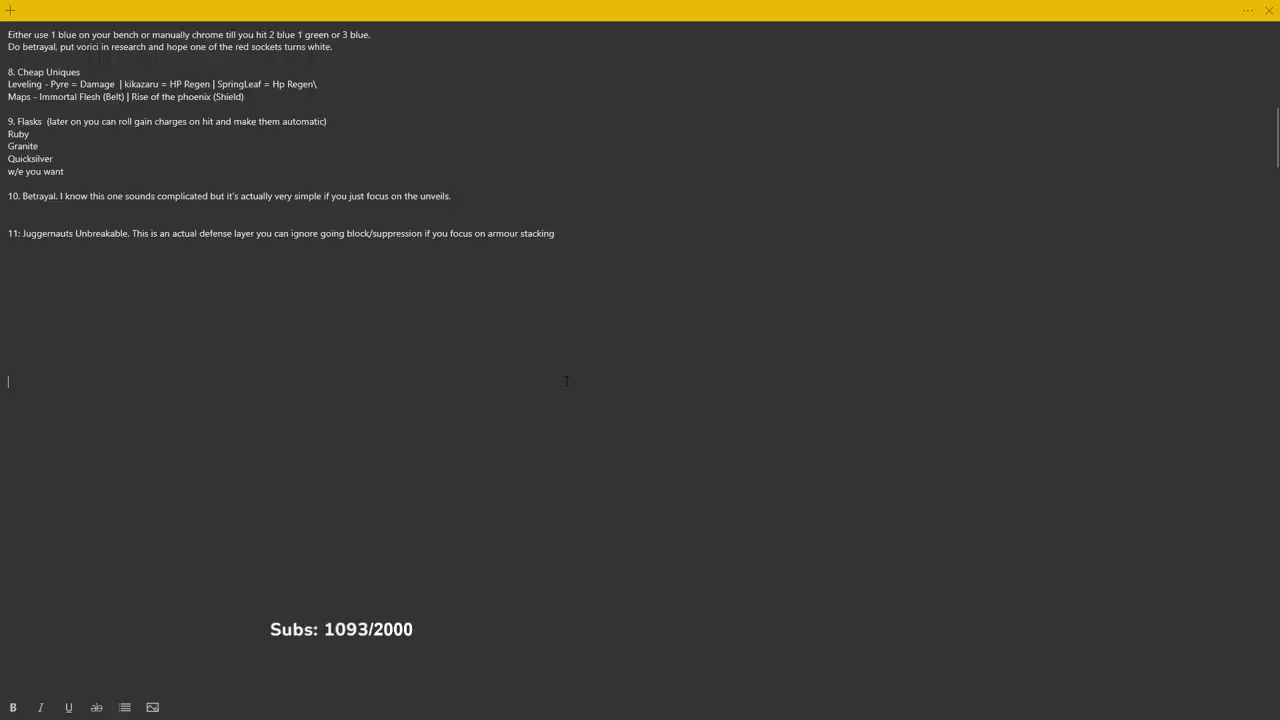 Either use 1 blue on your bench or manually chrome till you hit 2 blue 1 green or 3 blue.
Do betrayal, put vorici in research and hope one of the red sockets turns white.
8. Cheap Uniques
Leveling - Pyre = Damage | kikazaru = HP Regen | SpringLeaf = Hp Regen\
Maps - Immortal Flesh (Belt) | Rise of the phoenix (Shield)
9. Flasks (later on you can roll gain charges on hit and make them automatic)
Ruby
Granite
Quicksilver
w/e you want
10. Betrayal. I know this one sounds complicated but it's actually very simple if you just focus on the unveils.
11: Juggernauts Unbreakable. This is an actual defense layer you can ignore going block/suppression if you focus on armour stacking
Subs: 1093/2000
B I U ab